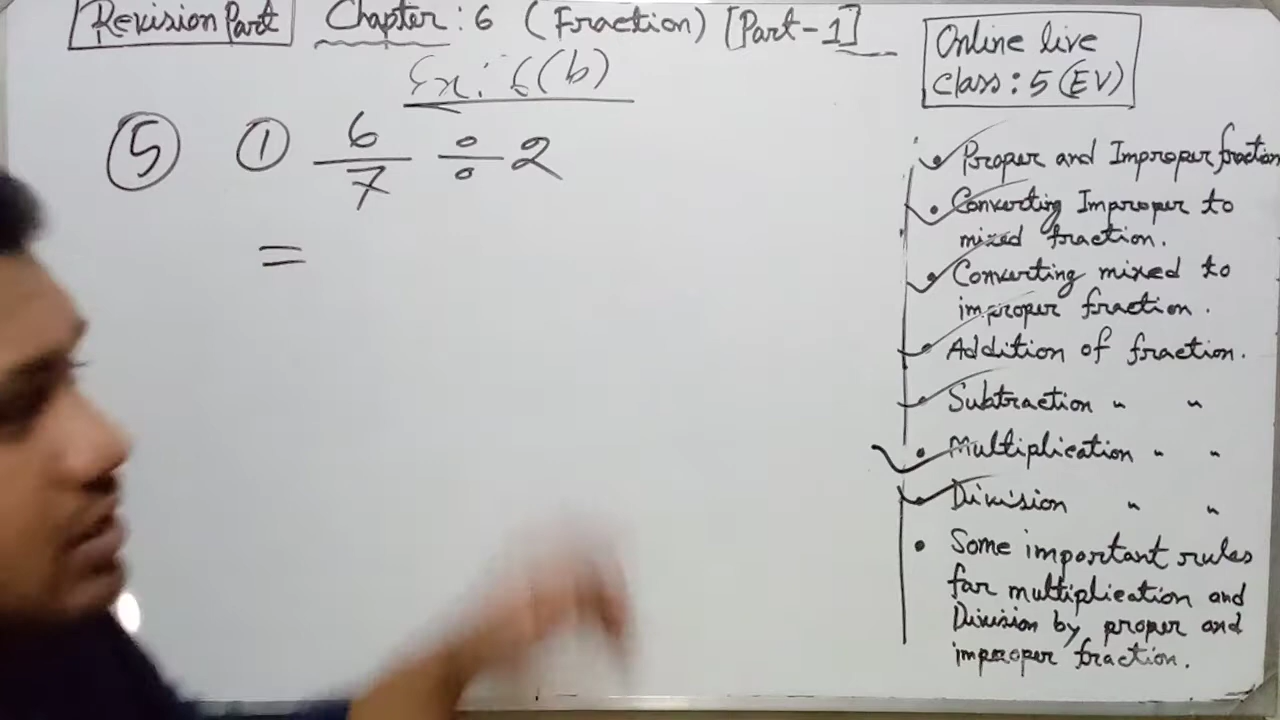 Revision Part Chapter : 6 (Fraction) [Part-1]
Ex: 6(b)
5 1 6/7 ÷ 2
=
Online live
class : 5 (EV)
Proper and Improper fraction
• Converting Improper to
mixed fraction.
• Converting mixed to
improper fraction.
• Addition of fraction.
• Subtraction " "
• Multiplication " "
• Division " "
• Some important rules
for multiplication and
Division by proper and
improper fraction.